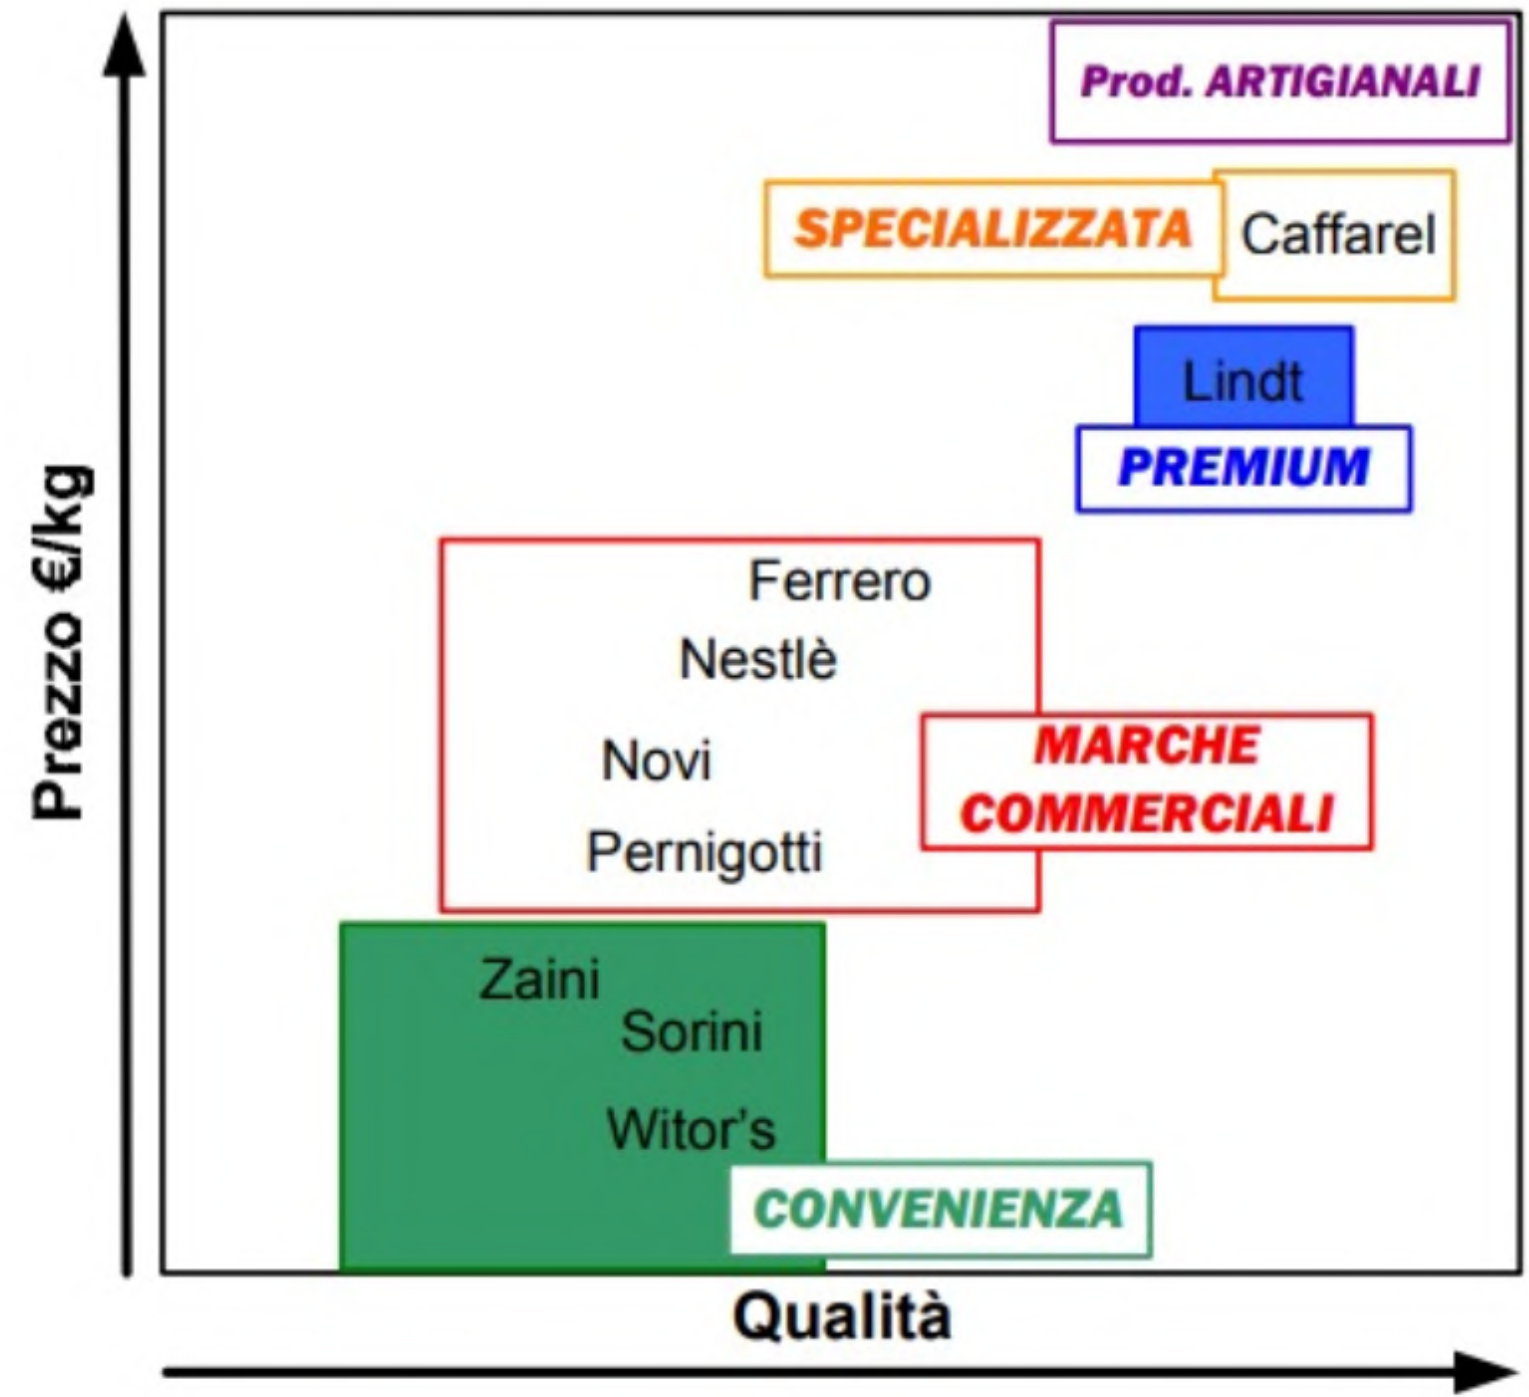 Prod. ARTIGIANALI
SPECIALIZZATA
Caffarel
Lindt
PREMIUM
Prezzo €/kg
Ferrero
Nestlè
Novi
MARCHE
COMMERCIALI
Pernigotti
Zaini
Sorini
Witor's
CONVENIENZA
Qualità